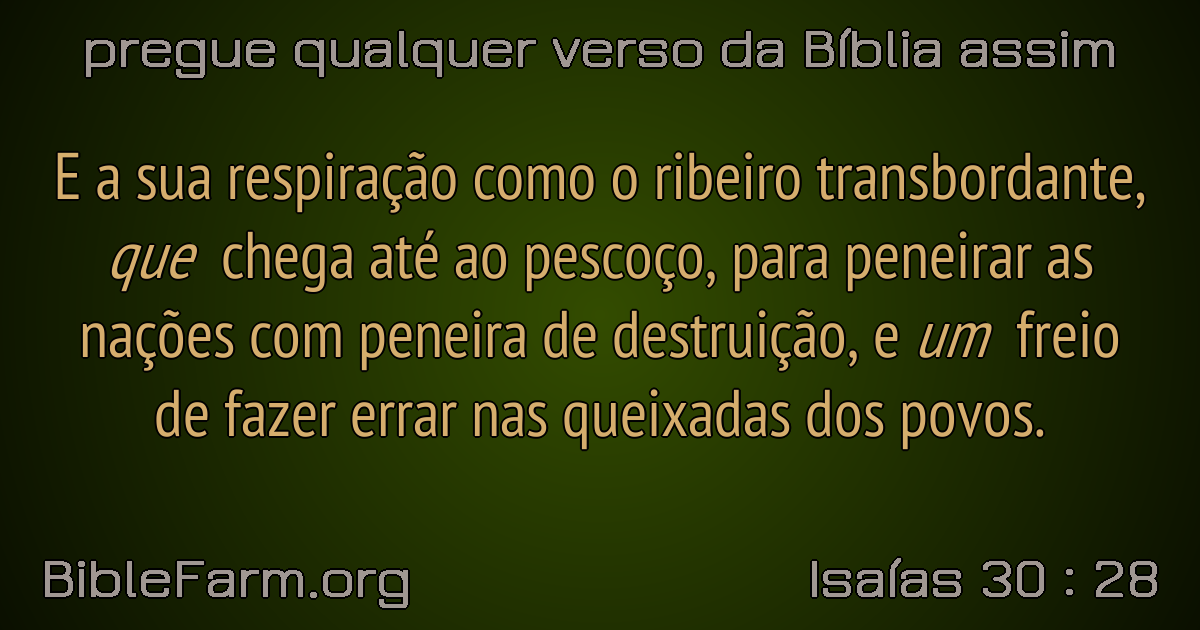 pregue qualquer verso da Bíblia assim
E a sua respiração como o ribeiro transbordante,
que chega até ao pescoço, para peneirar as
nações com peneira de destruição, e um freio
de fazer errar nas queixadas dos povos.
BibleFarm.org
Isaías 30 : 28